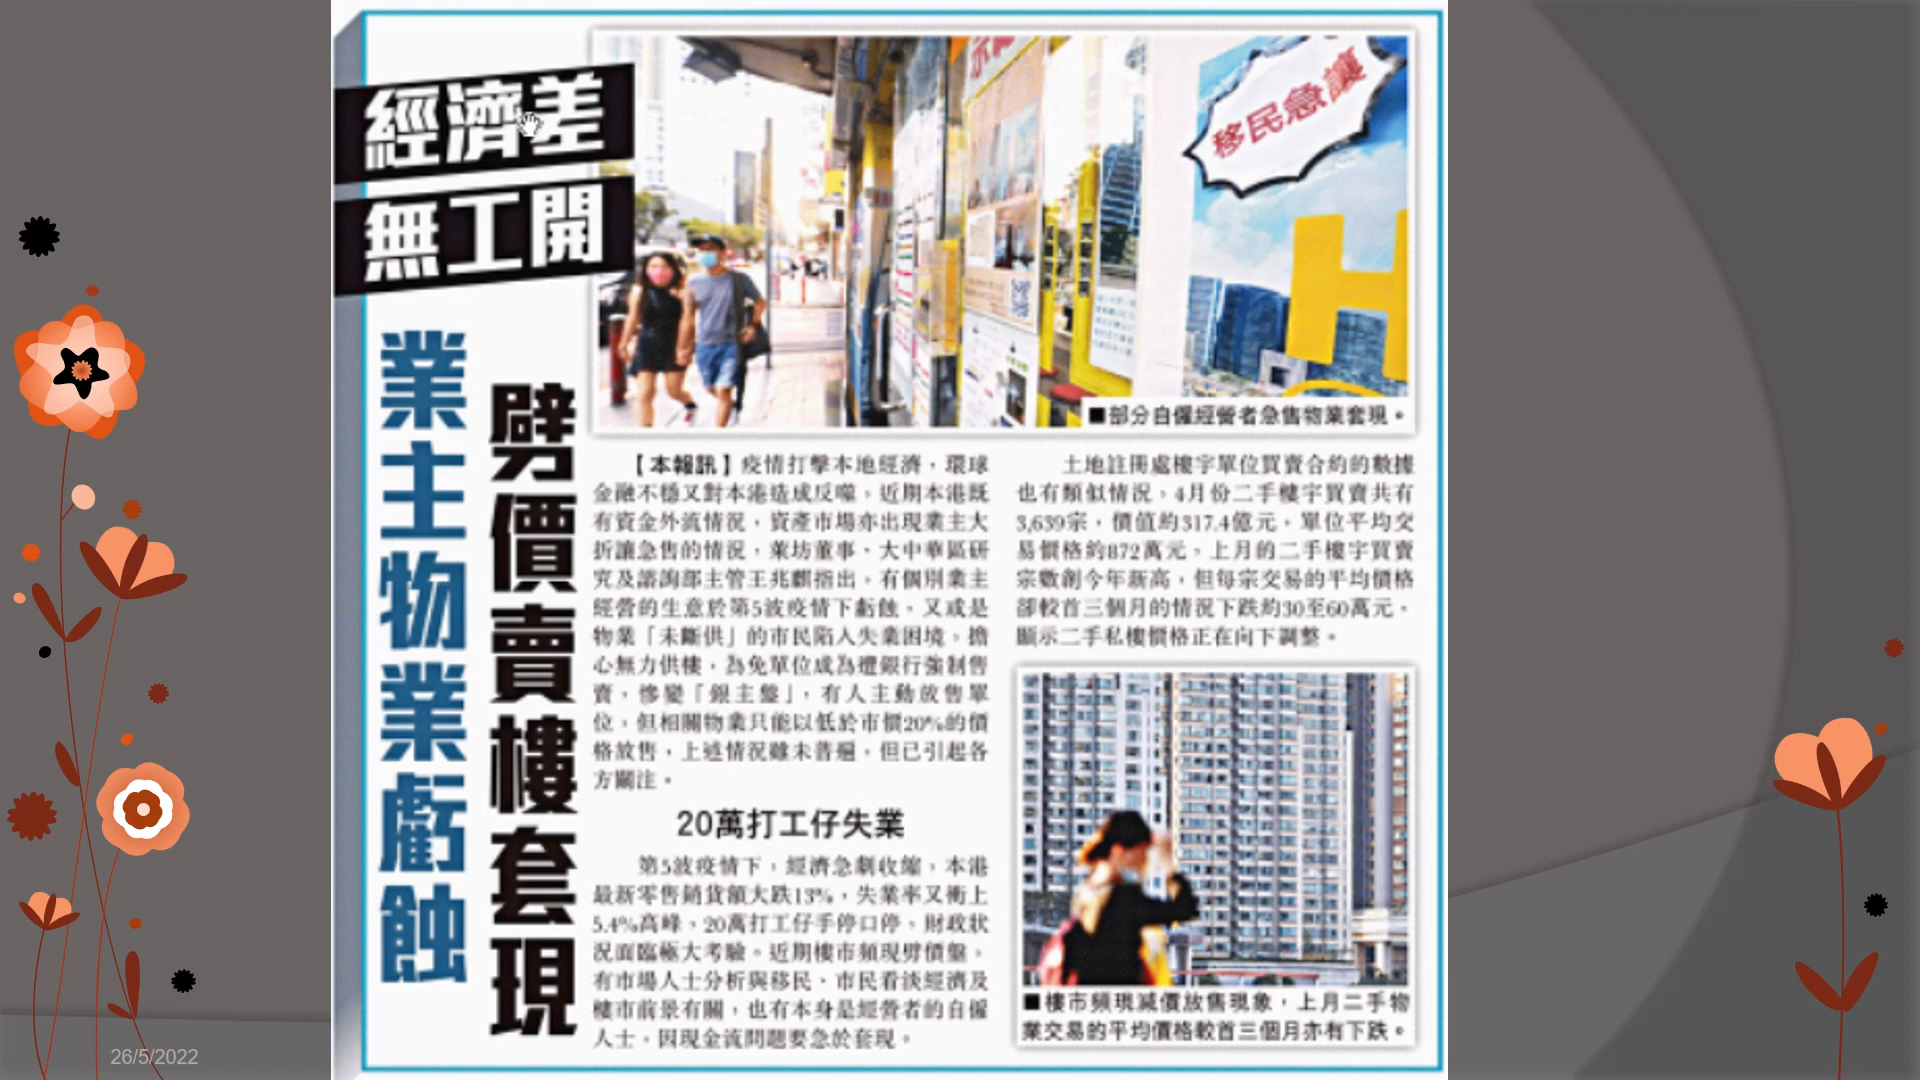 經濟差
無工開
業主物業虧蝕
劈價賣樓套現
移民急讓
H
■部分自僱經營者急售物業套現。
【本報訊】疫情打擊本地經濟，環球
金融不穩又對本港造成反噬，近期本港既
有資金外流情況，資產市場亦出現業主大
折讓急售的情況，萊坊董事、大中華區研
究及諮詢部主管王兆麒指出，有個別業主
經營的生意於第5波疫情下虧蝕，又或是
物業「未斷供」的市民陷入失業困境，擔
心無力供樓，為免單位成為遭銀行強制售
賣，慘變「銀主盤」，有人主動放售單
位，但相關物業只能以低於市價20%的價
格放售，上述情況雖未普遍，但已引起各
方關注。
20萬打工仔失業
第5波疫情下，經濟急劇收縮，本港
最新零售銷貨額大跌13%，失業率又衝上
5.4%高峰，20萬打工仔手停口停，財政狀
況面臨極大考驗。近期樓市頻現劈價盤，
有市場人士分析與移民、市民看淡經濟及
樓市前景有關，也有本身是經營者的自僱
人士，因現金流問題要急於套現。
土地註冊處樓宇單位買賣合約的數據
也有類似情況，4月份二手樓宇買賣共有
3,639宗，價值約317.4億元，單位平均交
易價格約872萬元，上月的二手樓宇買賣
宗數創今年新高，但每宗交易的平均價格
卻較首三個月的情況下跌約30至60萬元，
顯示二手私樓價格正在向下調整。
■樓市頻現減價放售現象，上月二手物
業交易的平均價格較首三個月亦有下跌。
26/5/2022